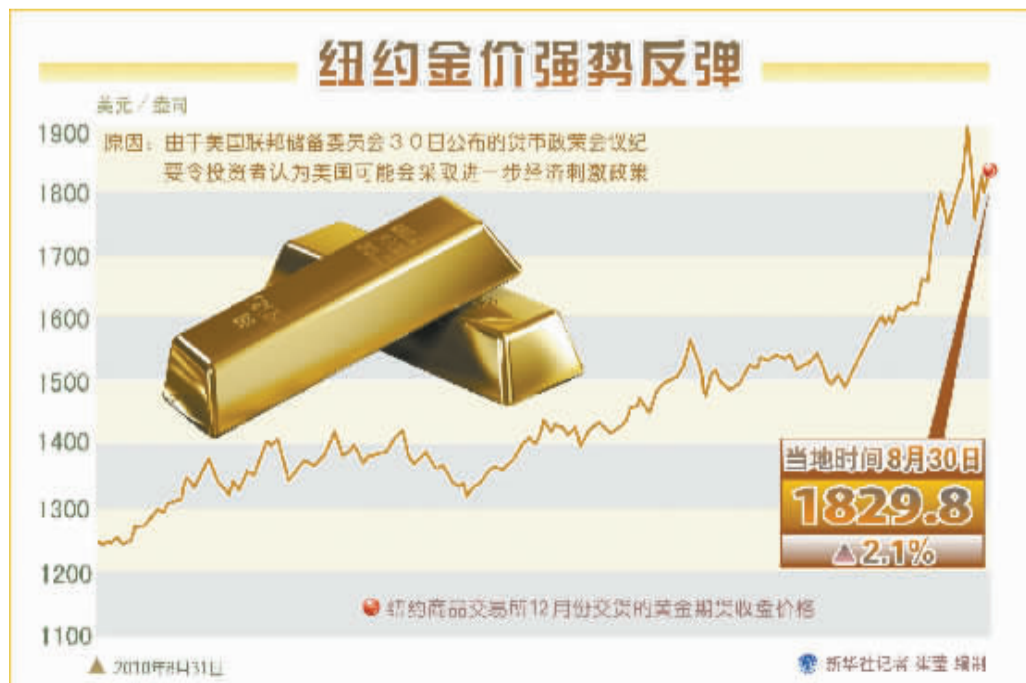 纽约金价强势反弹
美元／盎司
原因：由于美国联邦储备委员会３０日公布的货币政策会议纪
要令投资者认为美国可能会采取进一步经济刺激政策
1900
1800
1700
1600
1500
1400
1300
1200
1100
当地时间8月30日
1829.8
▲2.1%
纽约商品交易所12月份交货的黄金期货收盘价格
▲ 2010年8月31日
新华社记者 崔莹 编制